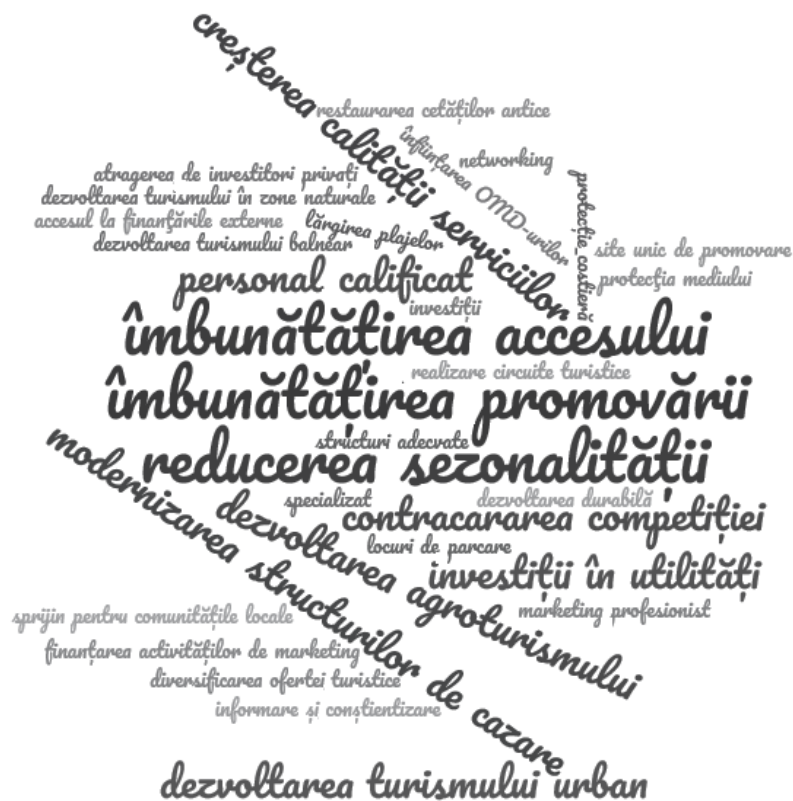 creșterea calității serviciilor
restaurarea cetăților antice
înființarea OMD-urilor
networking
atragerea de investitori privați
protecție_costieră
dezvoltarea turismului în zone naturale
accesul la finanțările externe
lărgirea plajelor
dezvoltarea turismului balnear
site unic de promovare
personal calificat
protecția mediului
investiții
îmbunătățirea accesului
realizare circuite turistice
îmbunătățirea promovării
structuri adecvate
reducerea sezonalității
modernizarea structurilor de cazare
specializat
dezvoltarea durabilă
dezvoltarea agroturismului
contracararea competiției
locuri de parcare
investiții în utilități
marketing profesionist
sprijin pentru comunitățile locale
finanțarea activităților de marketing
diversificarea ofertei turistice
informare și conștientizare
dezvoltarea turismului urban